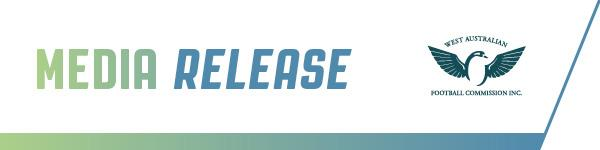 MEDIA RELEASE
WEST AUSTRALIAN
FOOTBALL COMMISSION INC.